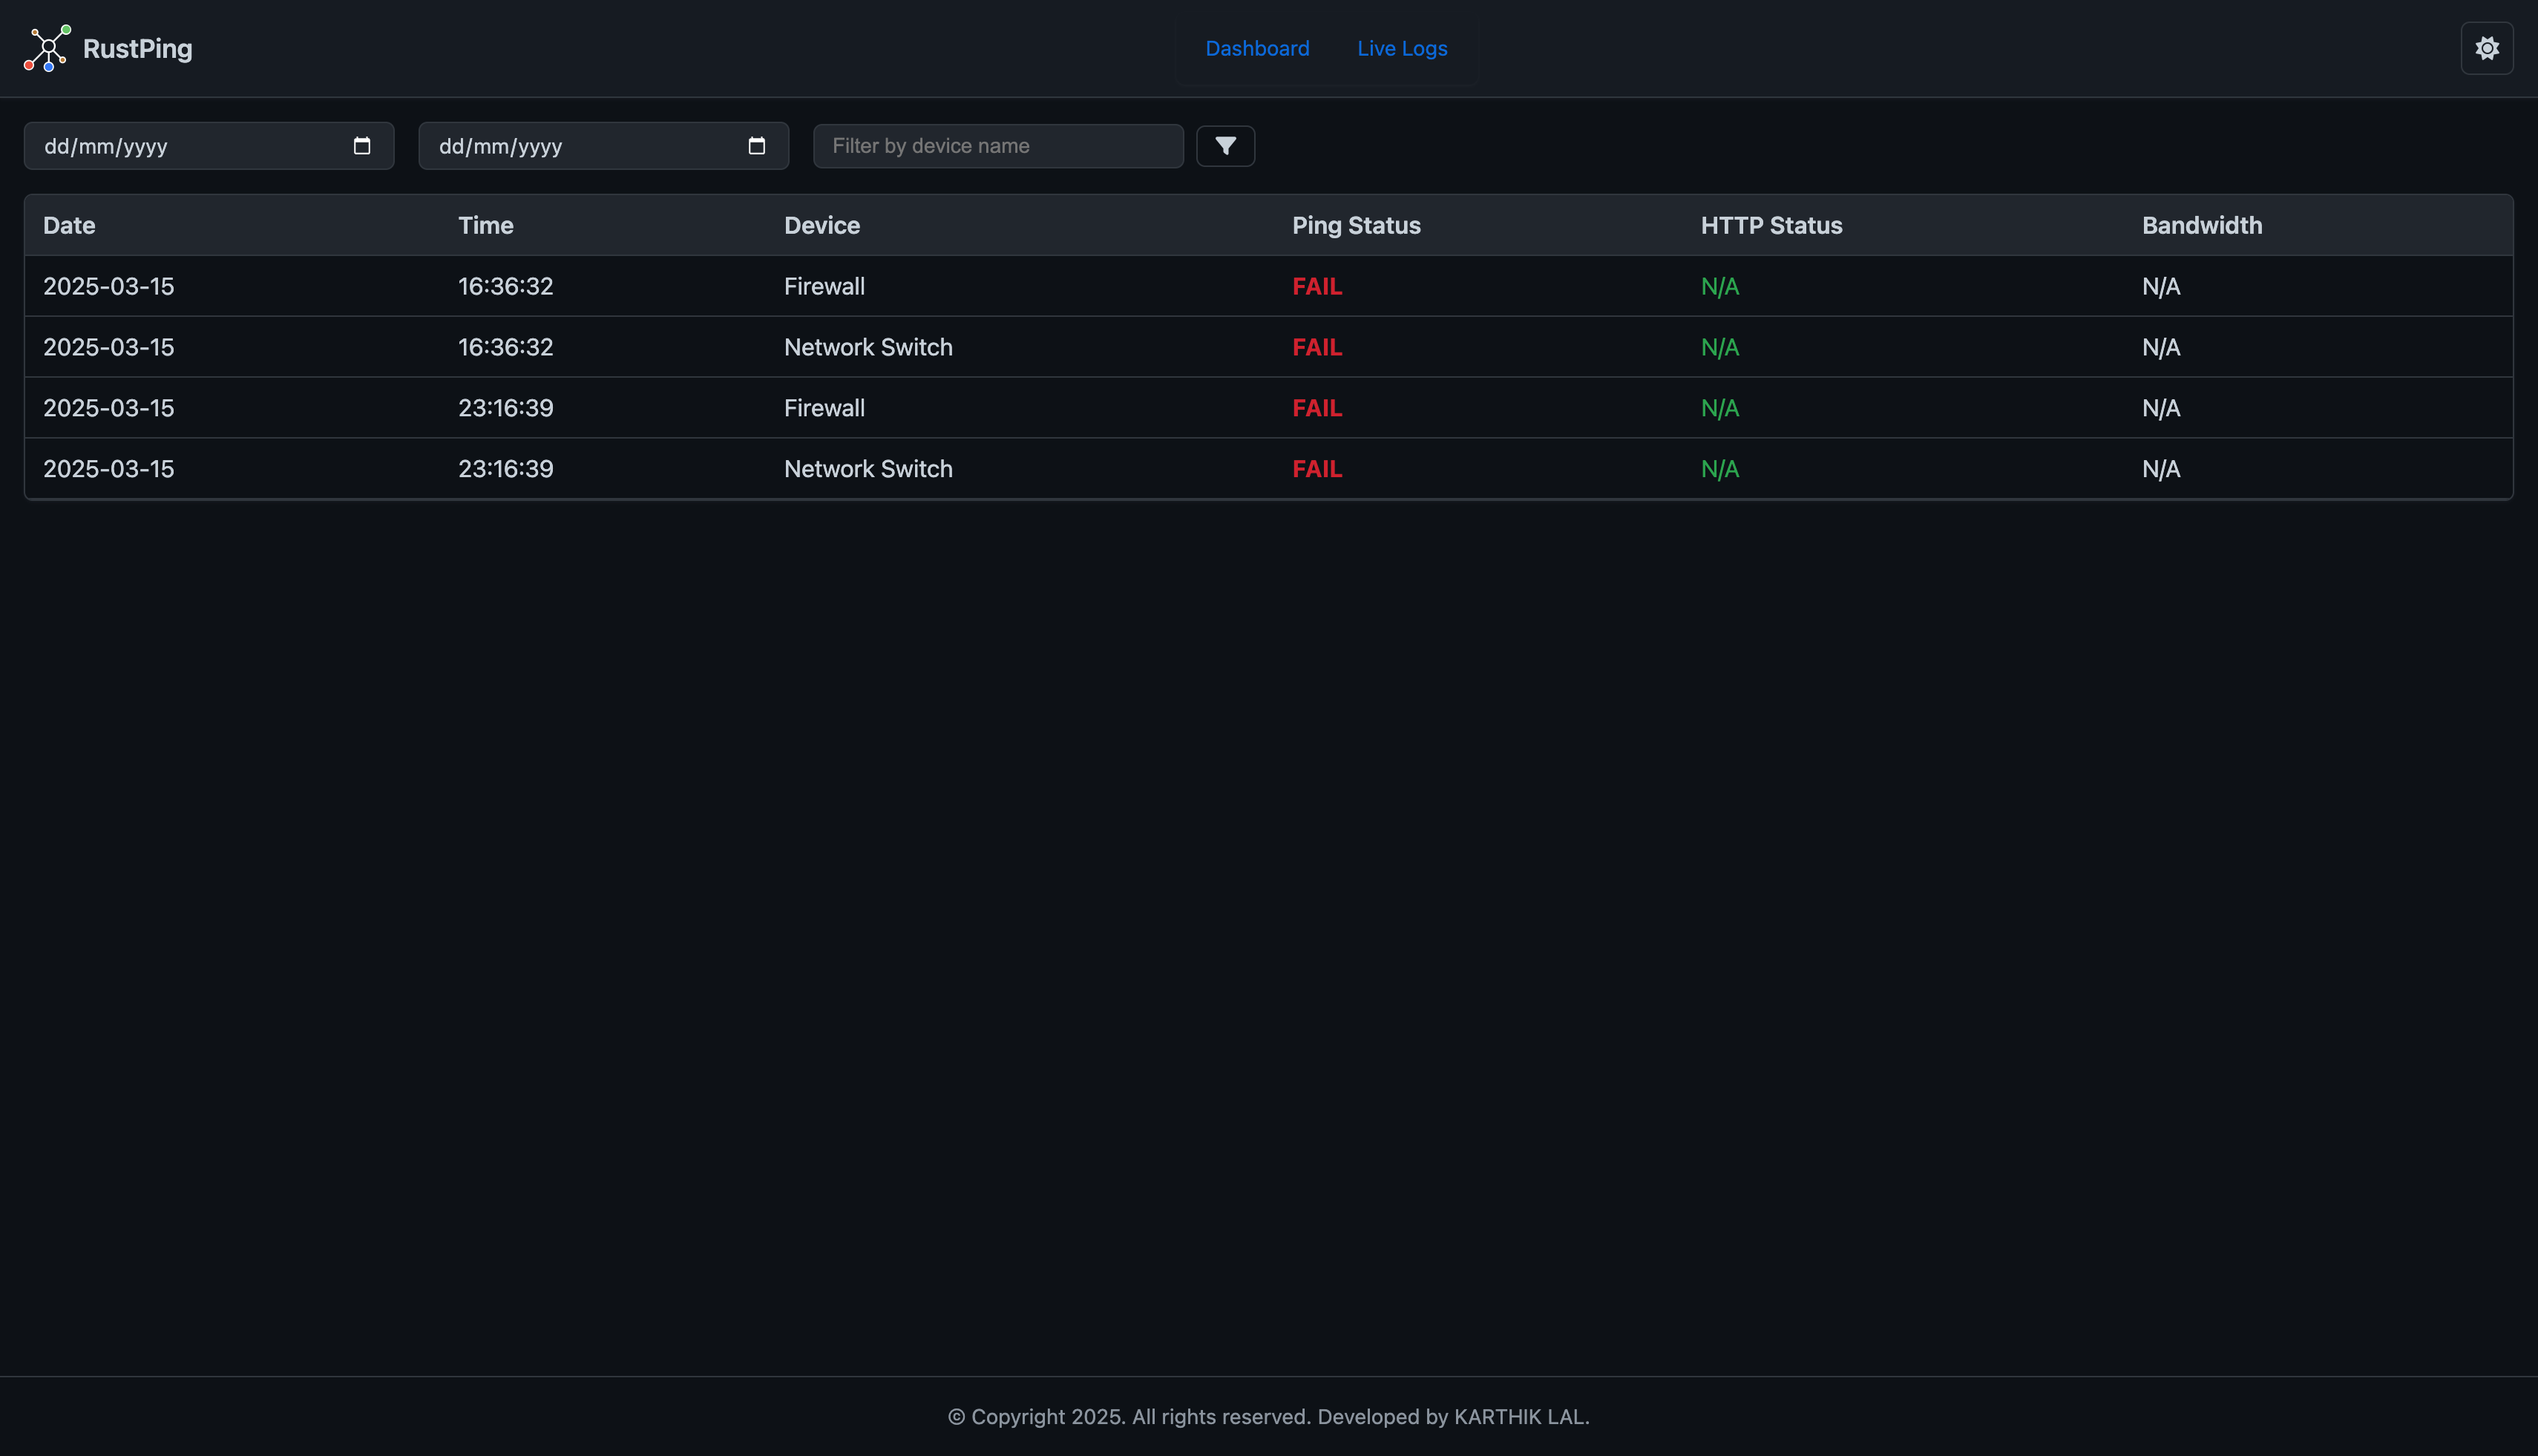 RustPing
Dashboard Live Logs
dd/mm/yyyy dd/mm/yyyy Filter by device name
Date Time Device Ping Status HTTP Status Bandwidth
2025-03-15 16:36:32 Firewall FAIL N/A N/A
2025-03-15 16:36:32 Network Switch FAIL N/A N/A
2025-03-15 23:16:39 Firewall FAIL N/A N/A
2025-03-15 23:16:39 Network Switch FAIL N/A N/A
© Copyright 2025. All rights reserved. Developed by KARTHIK LAL.